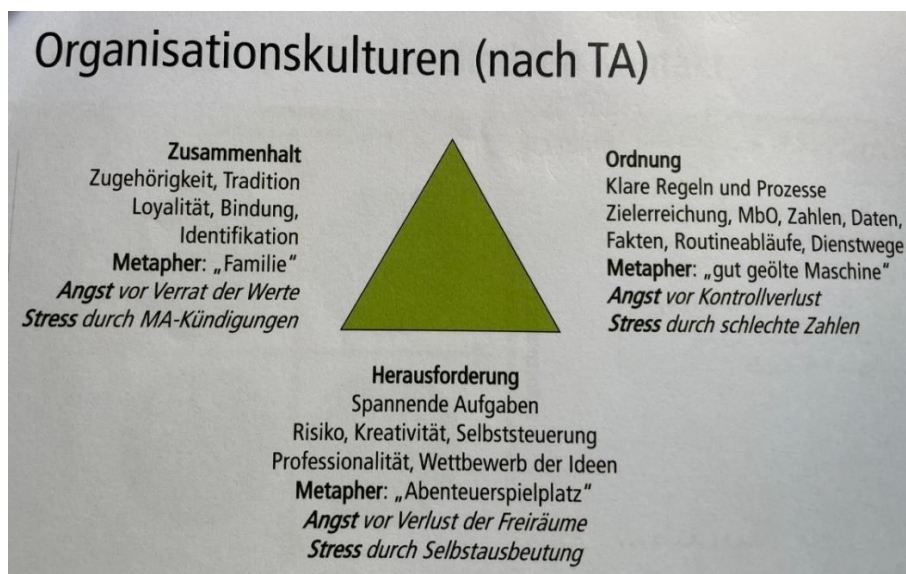 Organisationskulturen (nach TA)
Zusammenhalt
Zugehörigkeit, Tradition
Loyalität, Bindung,
Identifikation
Metapher: „Familie“
Angst vor Verrat der Werte
Stress durch MA-Kündigungen
Ordnung
Klare Regeln und Prozesse
Zielerreichung, MbO, Zahlen, Daten,
Fakten, Routineabläufe, Dienstwege
Metapher: „gut geölte Maschine“
Angst vor Kontrollverlust
Stress durch schlechte Zahlen
Herausforderung
Spannende Aufgaben
Risiko, Kreativität, Selbststeuerung
Professionalität, Wettbewerb der Ideen
Metapher: „Abenteuerspielplatz“
Angst vor Verlust der Freiräume
Stress durch Selbstausbeutung